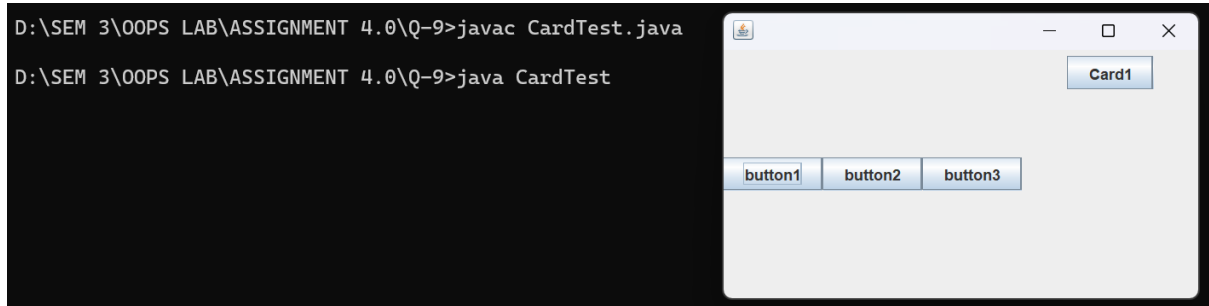 D:\SEM 3\OOPS LAB\ASSIGNMENT 4.0\Q-9>javac CardTest.java
D:\SEM 3\OOPS LAB\ASSIGNMENT 4.0\Q-9>java CardTest
Card1
button1 button2 button3